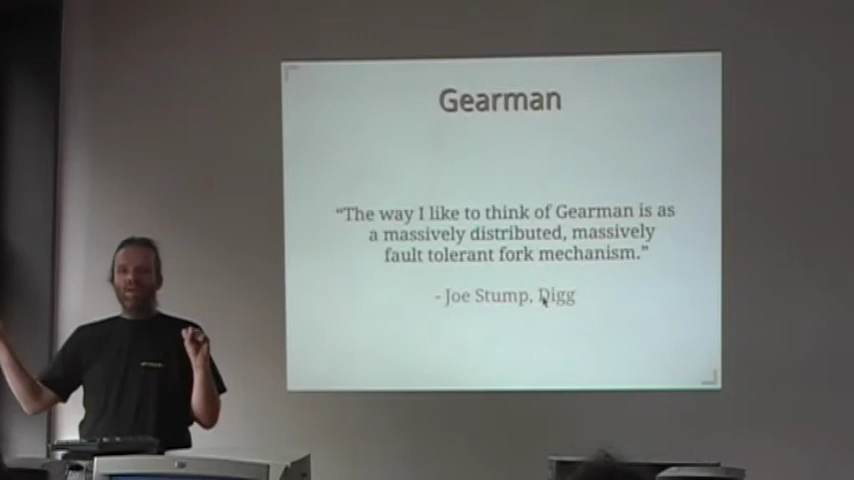 Gearman
“The way I like to think of Gearman is as
a massively distributed, massively
fault tolerant fork mechanism.”
- Joe Stump, Digg